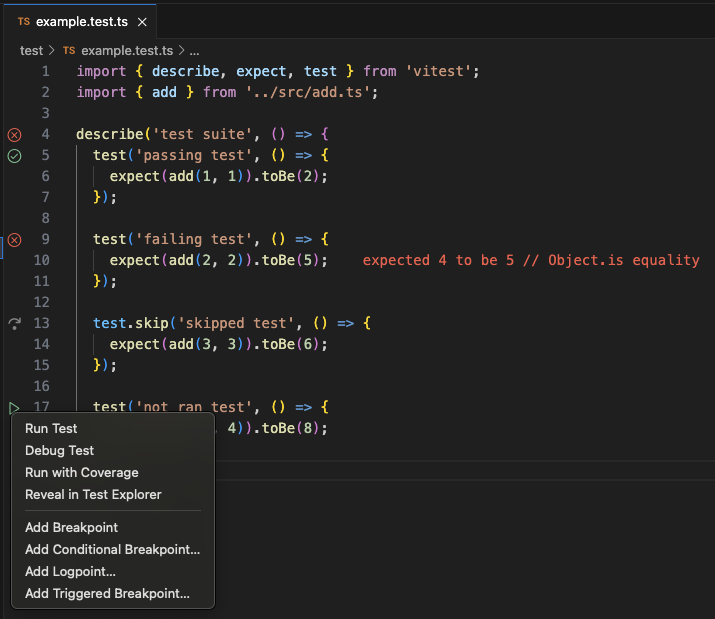 TS example.test.ts ×
test > TS example.test.ts > ...
1 import { describe, expect, test } from 'vitest';
2 import { add } from '../src/add.ts';
3
4 describe('test suite', () => {
5 test('passing test', () => {
6 expect(add(1, 1)).toBe(2);
7 });
8
9 test('failing test', () => {
10 expect(add(2, 2)).toBe(5); expected 4 to be 5 // Object.is equality
11 });
12
13 test.skip('skipped test', () => {
14 expect(add(3, 3)).toBe(6);
15 });
16
17 test('not ran test', () => {
4)).toBe(8);
Run Test
Debug Test
Run with Coverage
Reveal in Test Explorer
Add Breakpoint
Add Conditional Breakpoint...
Add Logpoint...
Add Triggered Breakpoint...